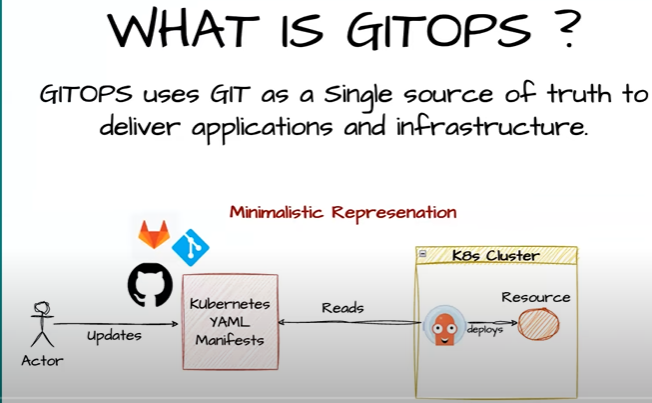 WHAT IS GITOPS ?
GITOPS uses GIT as a Single source of truth to
deliver applications and infrastructure.
Minimalistic Represenation
K8s Cluster
Kubernetes
YAML
Manifests
Reads
Resource
deploys
Updates
Actor